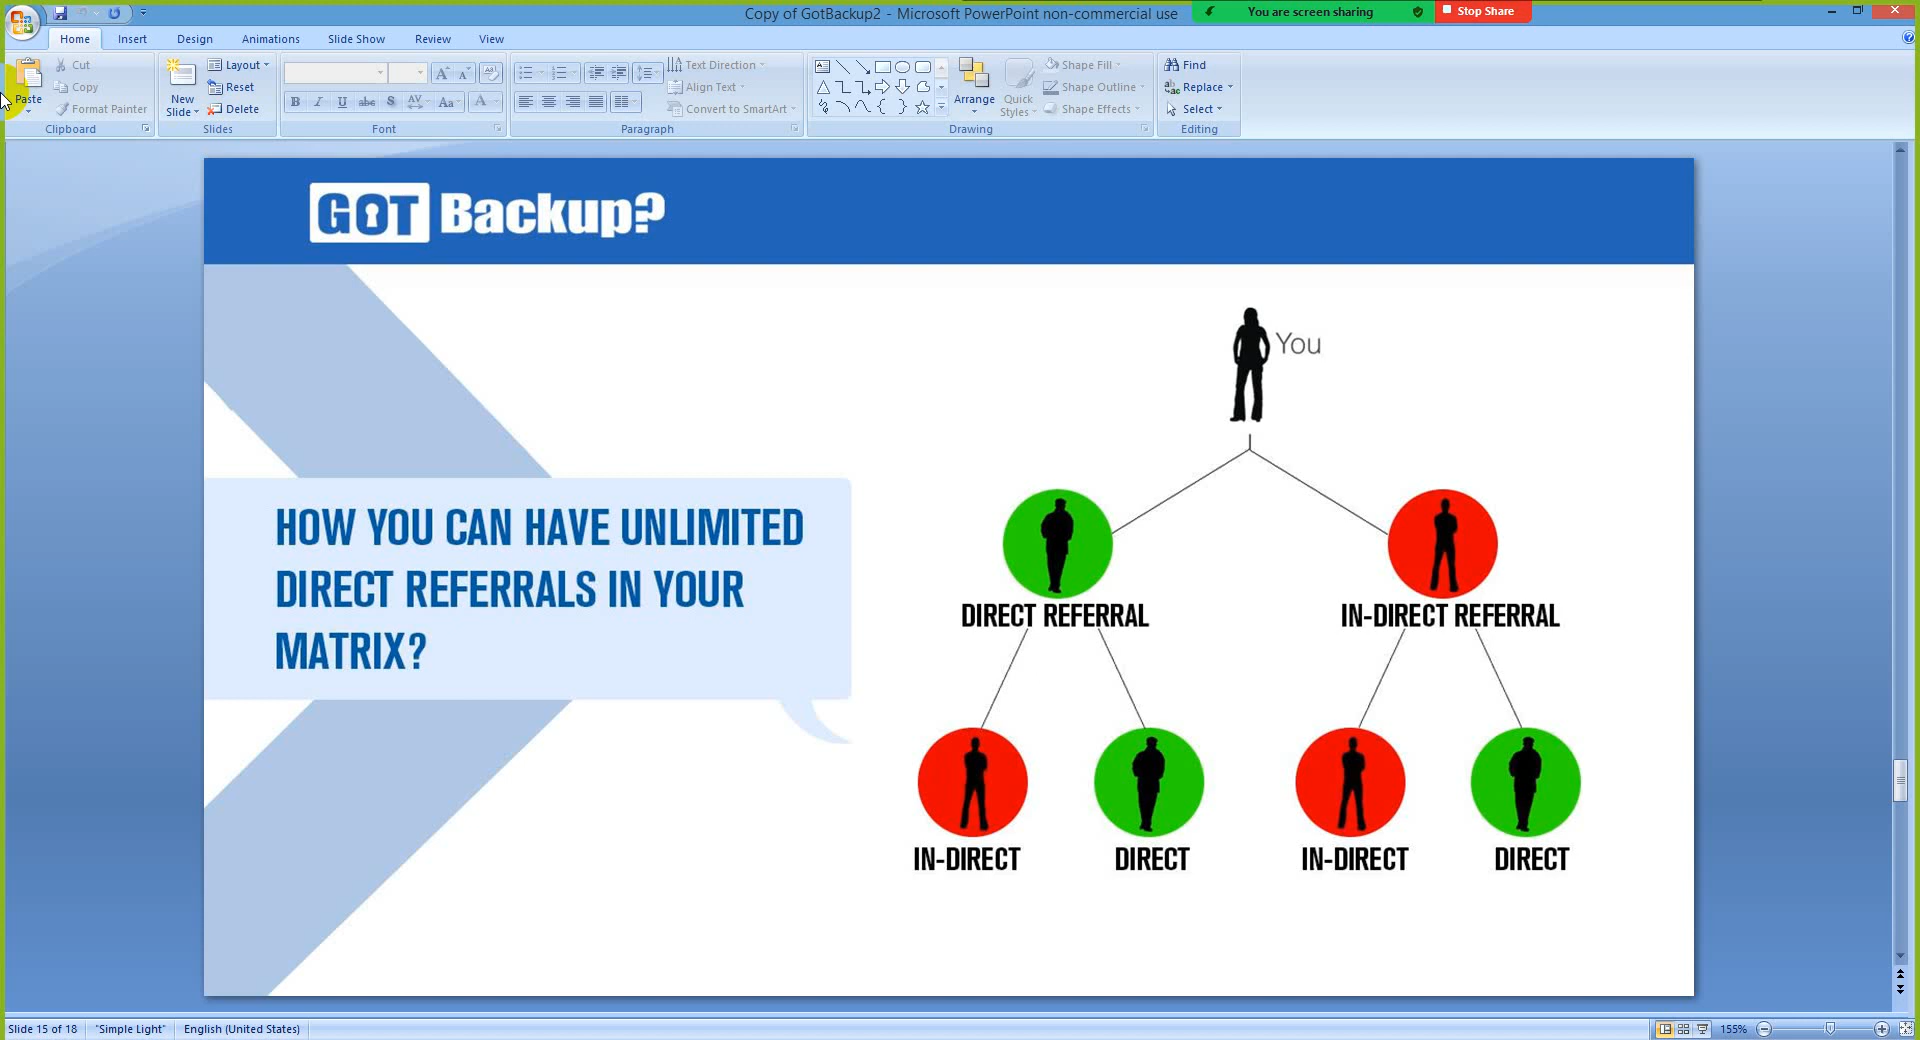 Copy of GotBackup2 - Microsoft PowerPoint non-commercial use
You are screen sharing
Stop Share
Home Insert Design Animations Slide Show Review View
Paste
Cut
Copy
Format Painter
Clipboard
New
Slide
Layout
Reset
Delete
Slides
Font
Text Direction
Align Text
Convert to SmartArt
Paragraph
Arrange
Quick
Styles
Shape Fill
Shape Outline
Shape Effects
Drawing
Find
Replace
Select
Editing
GOT Backup?
You
HOW YOU CAN HAVE UNLIMITED
DIRECT REFERRALS IN YOUR
MATRIX?
DIRECT REFERRAL
IN-DIRECT REFERRAL
IN-DIRECT
DIRECT
IN-DIRECT
DIRECT
Slide 15 of 18
"Simple Light"
English (United States)
155%